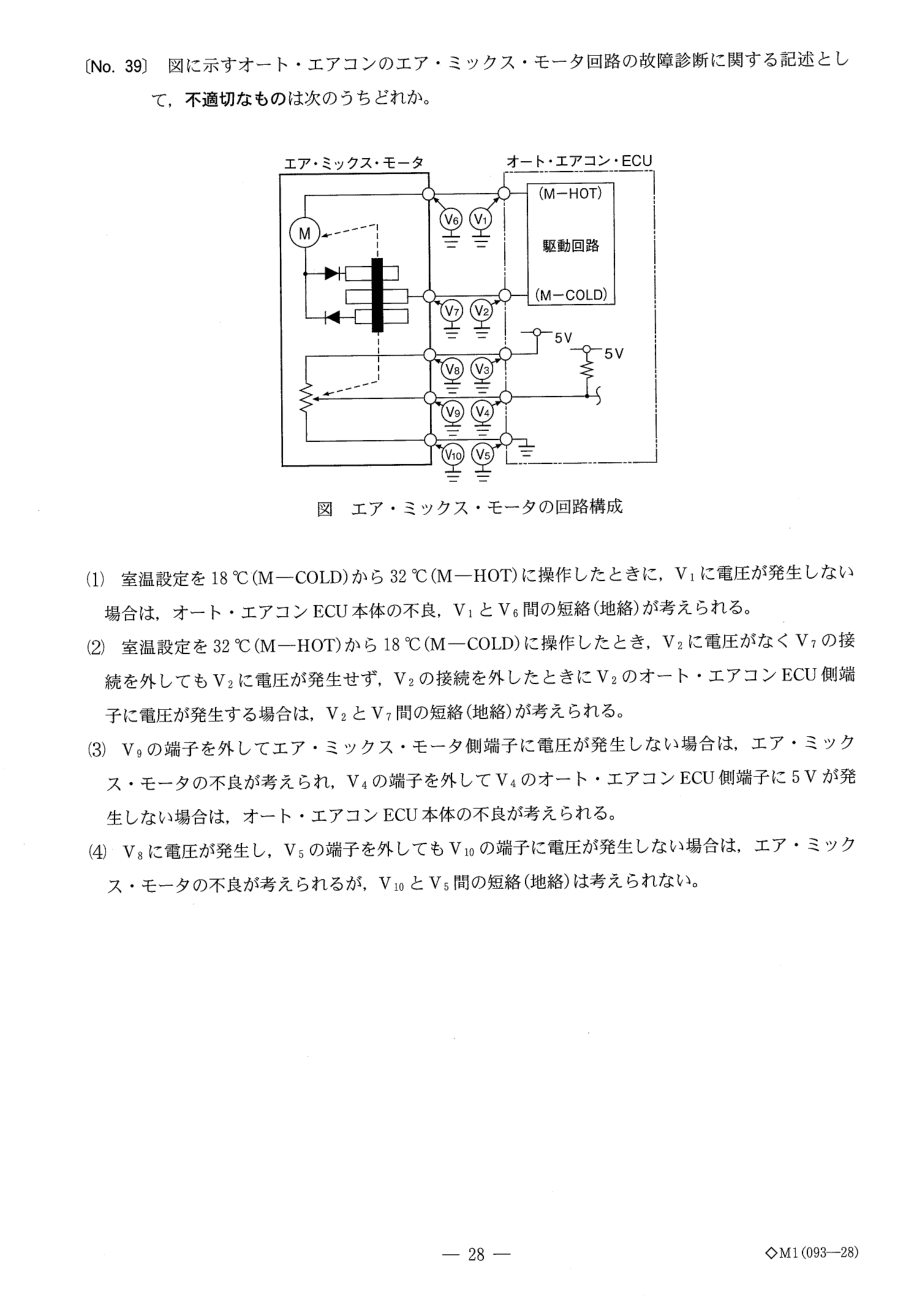 〔No. 39〕 図に示すオート・エアコンのエア・ミックス・モータ回路の故障診断に関する記述とし
て，不適切なものは次のうちどれか。
エア・ミックス・モータ
オート・エアコン・ECU
(M－HOT)
V6 V1
M
駆動回路
(M－COLD)
V7 V2
5V
5V
V8 V3
V9 V4
V10 V5
図　エア・ミックス・モータの回路構成
⑴　室温設定を 18 ℃(M―COLD)から 32 ℃(M―HOT)に操作したときに，V1 に電圧が発生しない
場合は，オート・エアコン ECU 本体の不良，V1 と V6 間の短絡(地絡)が考えられる。
⑵　室温設定を 32 ℃(M―HOT)から 18 ℃(M―COLD)に操作したとき，V2 に電圧がなく V7 の接
続を外しても V2 に電圧が発生せず，V2 の接続を外したときに V2 のオート・エアコン ECU 側端
子に電圧が発生する場合は，V2 と V7 間の短絡(地絡)が考えられる。
⑶　V9 の端子を外してエア・ミックス・モータ側端子に電圧が発生しない場合は，エア・ミック
ス・モータの不良が考えられ，V4 の端子を外して V4 のオート・エアコン ECU 側端子に 5 V が発
生しない場合は，オート・エアコン ECU 本体の不良が考えられる。
⑷　V8 に電圧が発生し，V5 の端子を外しても V10 の端子に電圧が発生しない場合は，エア・ミック
ス・モータの不良が考えられるが，V10 と V5 間の短絡(地絡)は考えられない。
― 28 ―
◇M1(093―28)